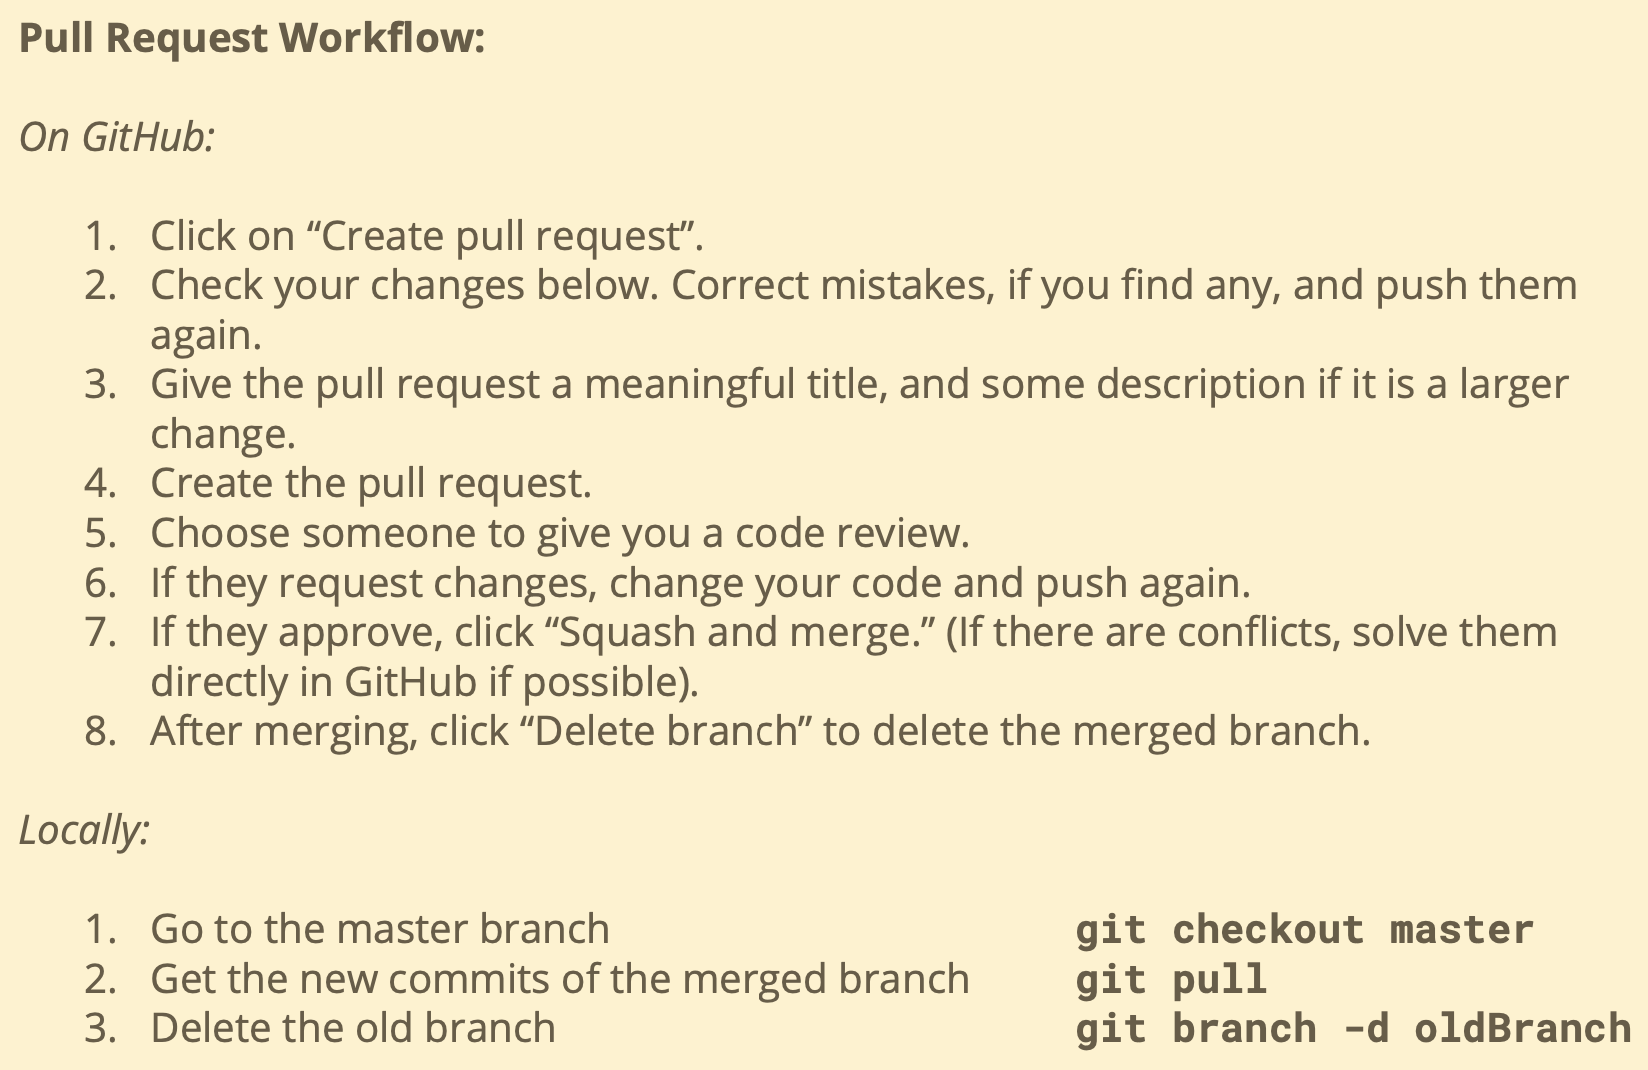 Pull Request Workflow:
On GitHub:
1. Click on “Create pull request”.
2. Check your changes below. Correct mistakes, if you find any, and push them
again.
3. Give the pull request a meaningful title, and some description if it is a larger
change.
4. Create the pull request.
5. Choose someone to give you a code review.
6. If they request changes, change your code and push again.
7. If they approve, click “Squash and merge.” (If there are conflicts, solve them
directly in GitHub if possible).
8. After merging, click “Delete branch” to delete the merged branch.
Locally:
1. Go to the master branch git checkout master
2. Get the new commits of the merged branch git pull
3. Delete the old branch git branch -d oldBranch